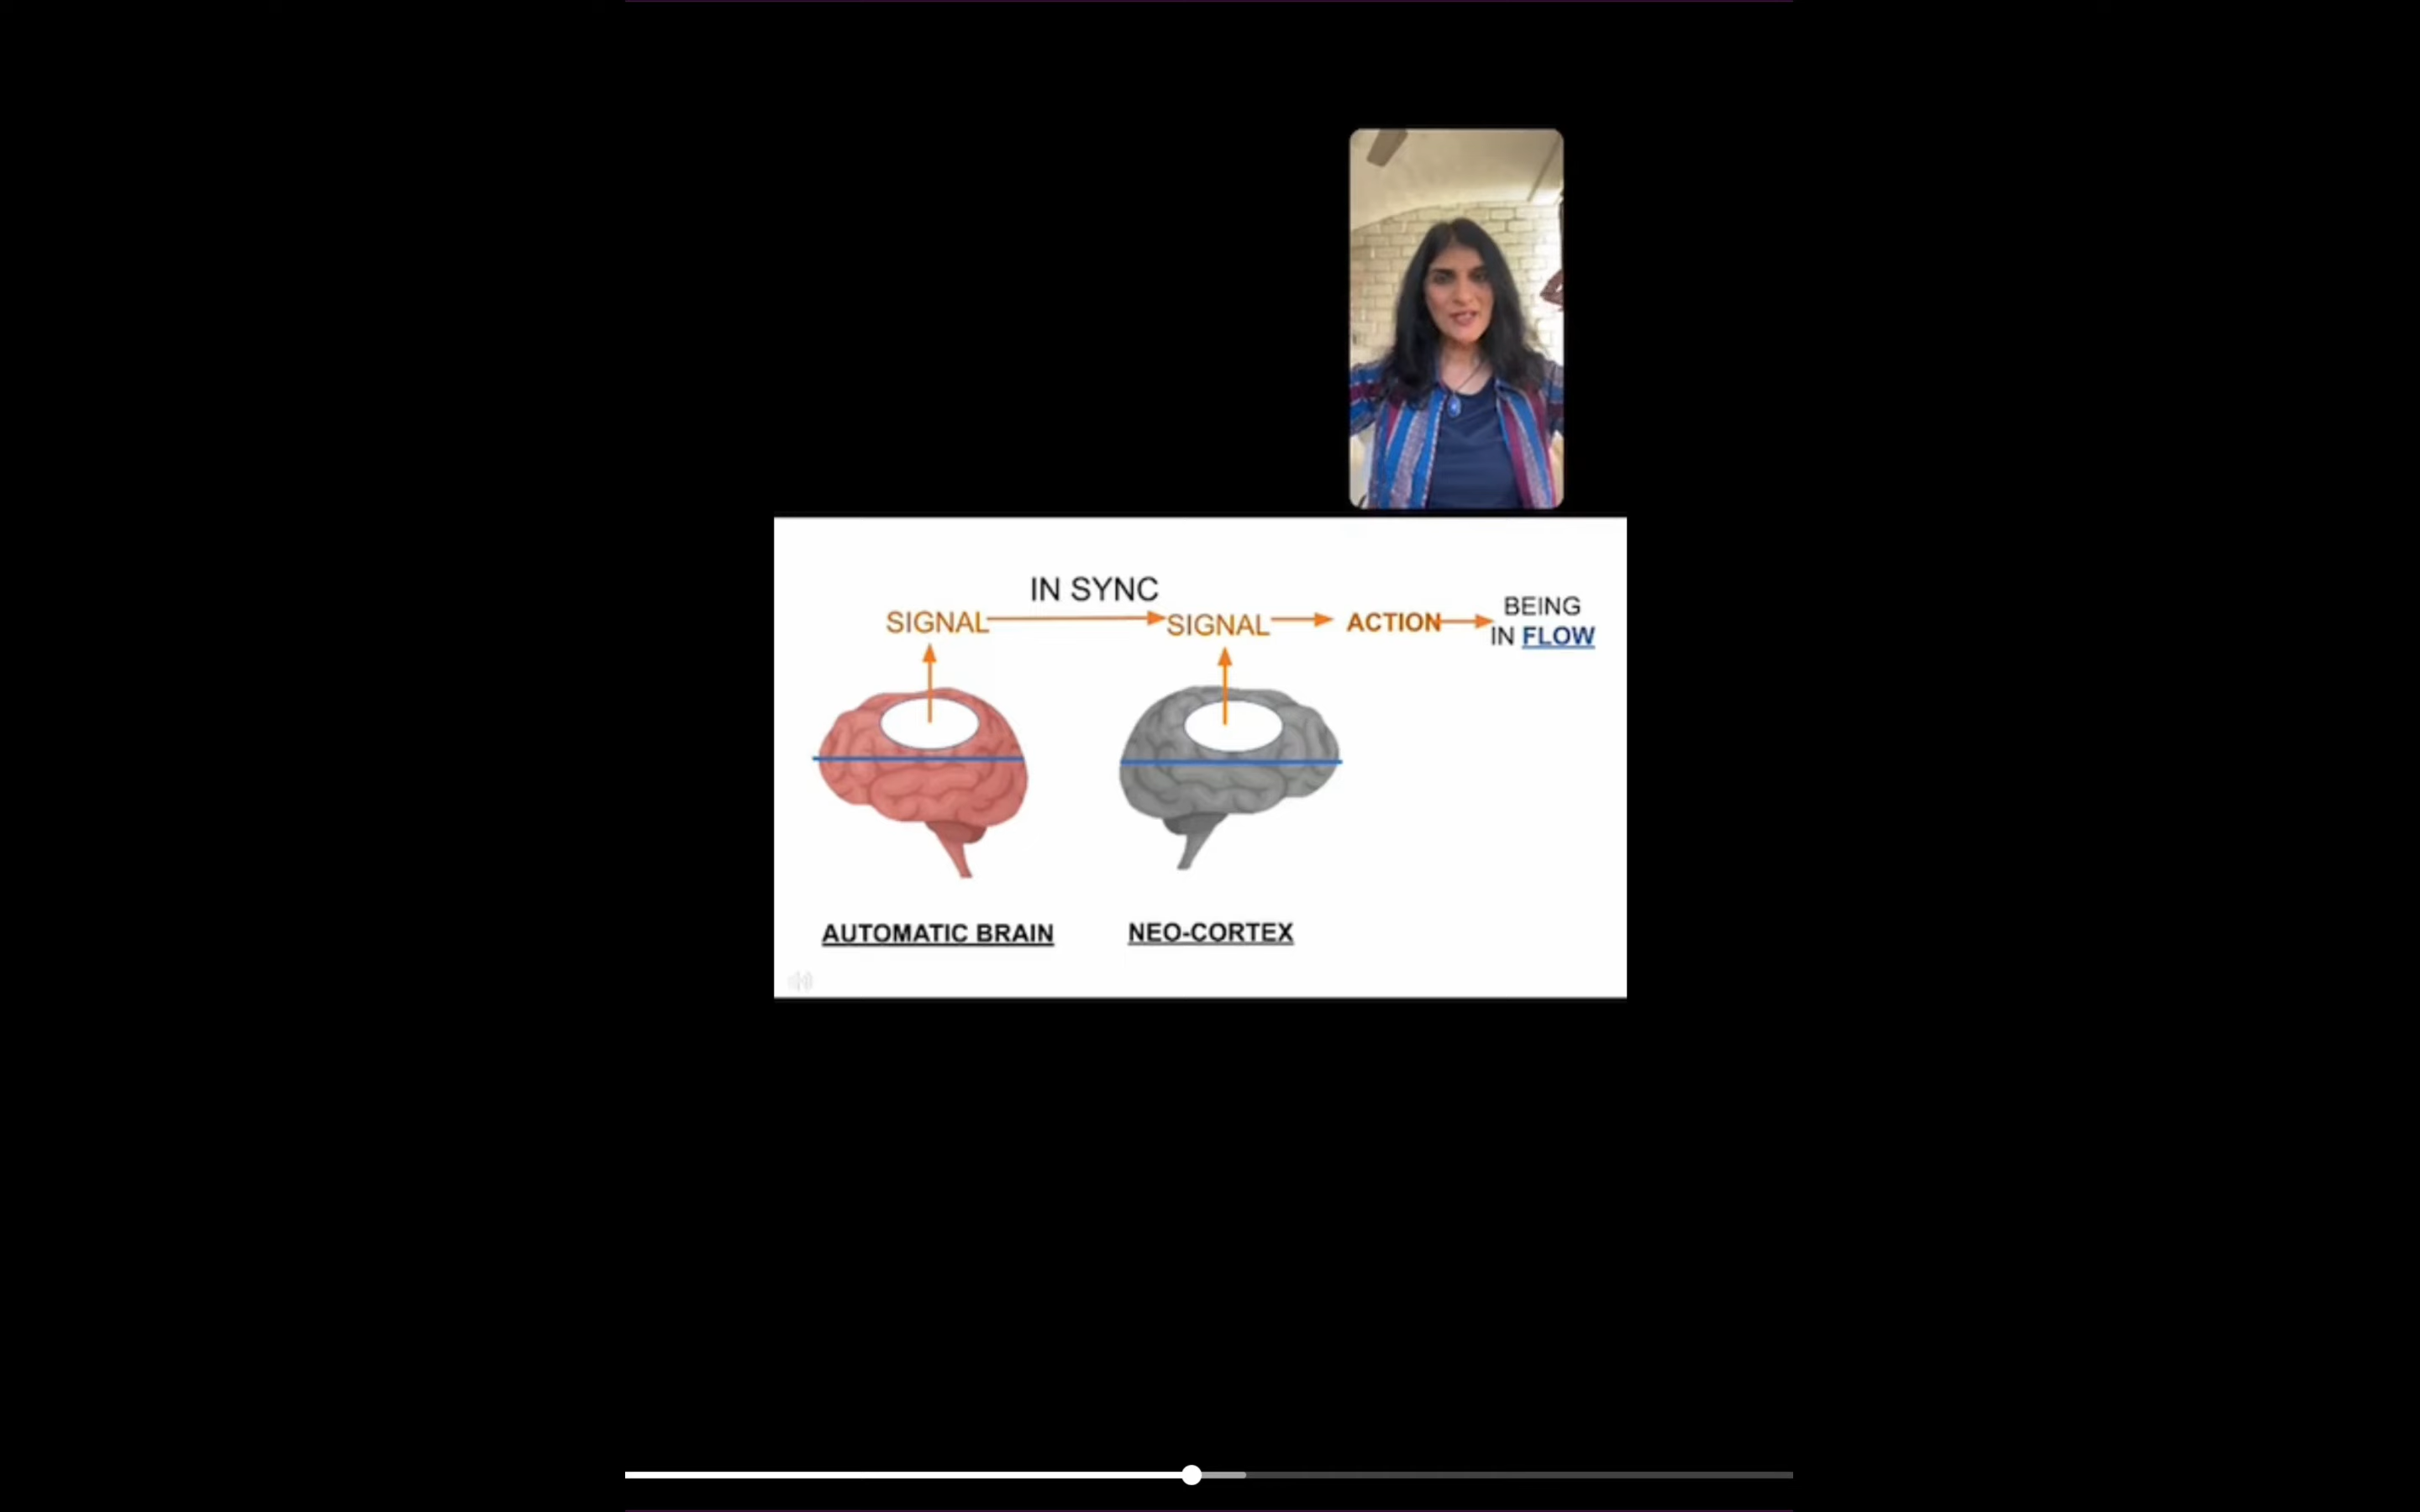 IN SYNC
SIGNAL
SIGNAL
ACTION
BEING
IN FLOW
AUTOMATIC BRAIN
NEO-CORTEX